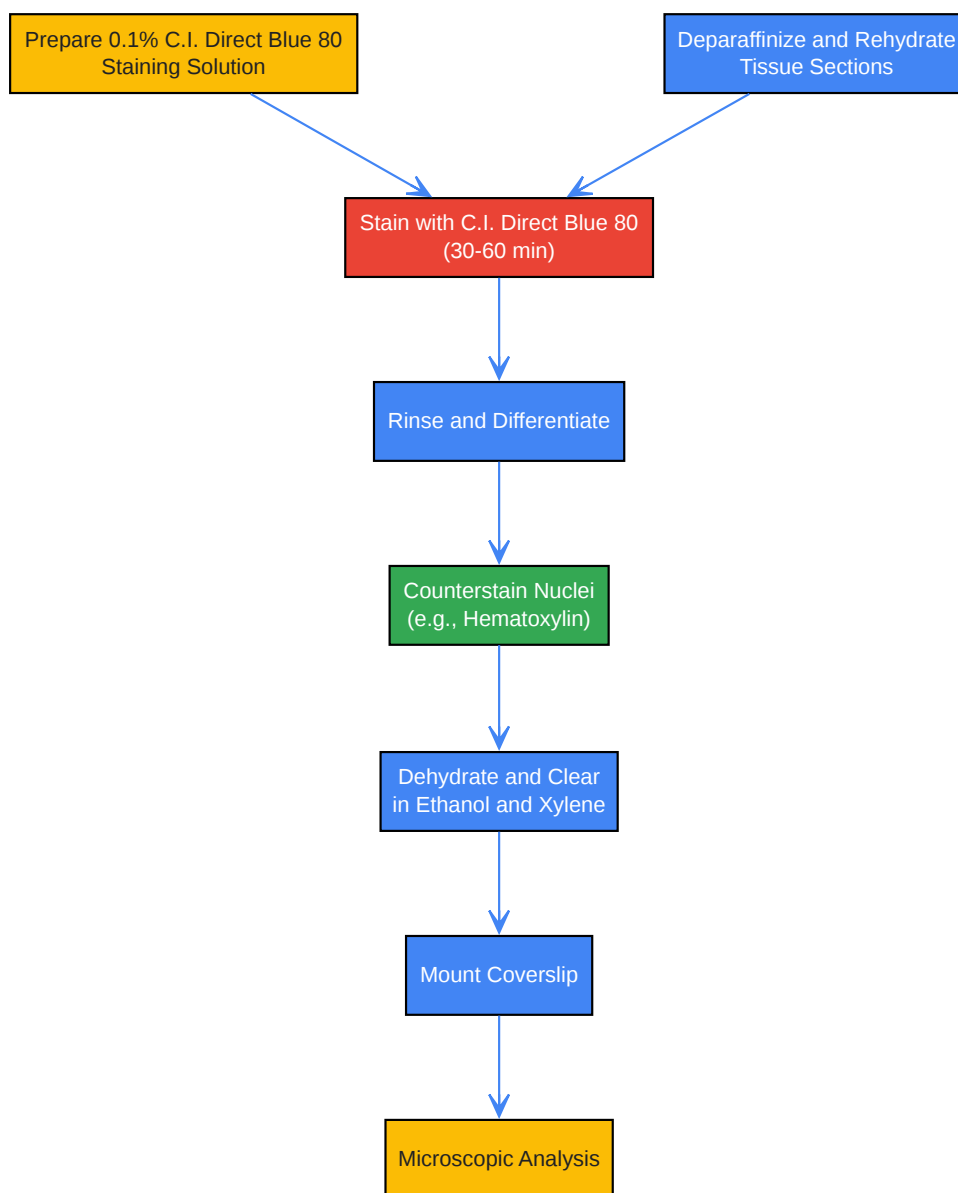 Prepare 0.1% C.I. Direct Blue 80
Staining Solution
Deparaffinize and Rehydrate
Tissue Sections
Stain with C.I. Direct Blue 80
(30-60 min)
Rinse and Differentiate
Counterstain Nuclei
(e.g., Hematoxylin)
Dehydrate and Clear
in Ethanol and Xylene
Mount Coverslip
Microscopic Analysis